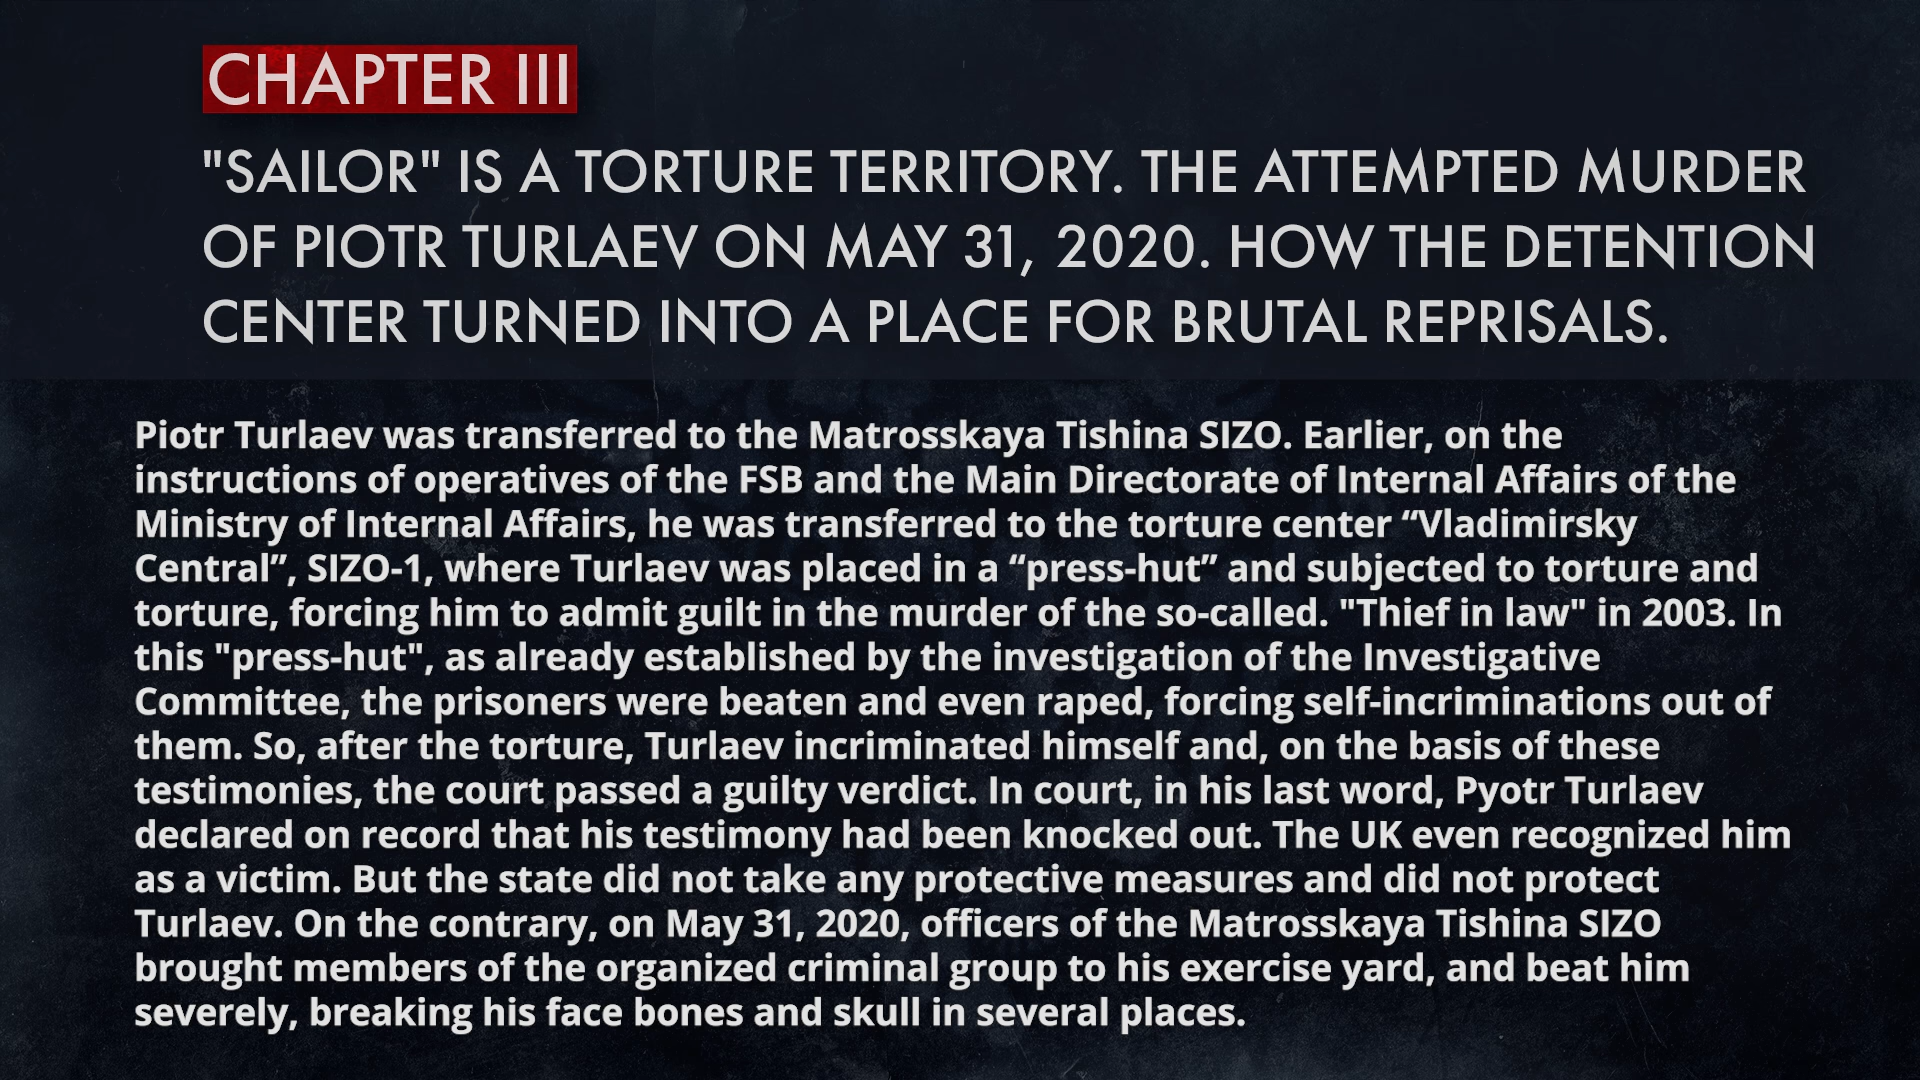 CHAPTER III
"SAILOR" IS A TORTURE TERRITORY. THE ATTEMPTED MURDER
OF PIOTR TURLAEV ON MAY 31, 2020. HOW THE DETENTION
CENTER TURNED INTO A PLACE FOR BRUTAL REPRISALS.
Piotr Turlaev was transferred to the Matrosskaya Tishina SIZO. Earlier, on the
instructions of operatives of the FSB and the Main Directorate of Internal Affairs of the
Ministry of Internal Affairs, he was transferred to the torture center “Vladimirsky
Central”, SIZO-1, where Turlaev was placed in a “press-hut” and subjected to torture and
torture, forcing him to admit guilt in the murder of the so-called. "Thief in law" in 2003. In
this "press-hut", as already established by the investigation of the Investigative
Committee, the prisoners were beaten and even raped, forcing self-incriminations out of
them. So, after the torture, Turlaev incriminated himself and, on the basis of these
testimonies, the court passed a guilty verdict. In court, in his last word, Pyotr Turlaev
declared on record that his testimony had been knocked out. The UK even recognized him
as a victim. But the state did not take any protective measures and did not protect
Turlaev. On the contrary, on May 31, 2020, officers of the Matrosskaya Tishina SIZO
brought members of the organized criminal group to his exercise yard, and beat him
severely, breaking his face bones and skull in several places.